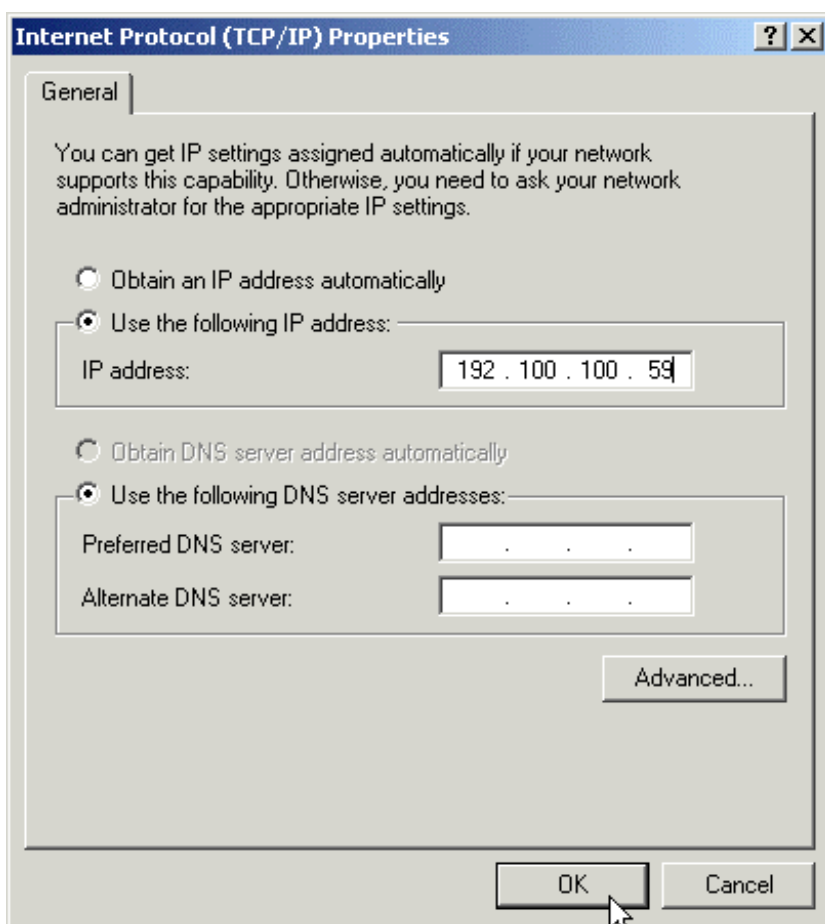 Internet Protocol (TCP/IP) Properties
General
You can get IP settings assigned automatically if your network
supports this capability. Otherwise, you need to ask your network
administrator for the appropriate IP settings.
Obtain an IP address automatically
Use the following IP address:
IP address: 192 . 100 . 100 . 59
Obtain DNS server address automatically
Use the following DNS server addresses:
Preferred DNS server: . . .
Alternate DNS server: . . .
Advanced...
OK Cancel